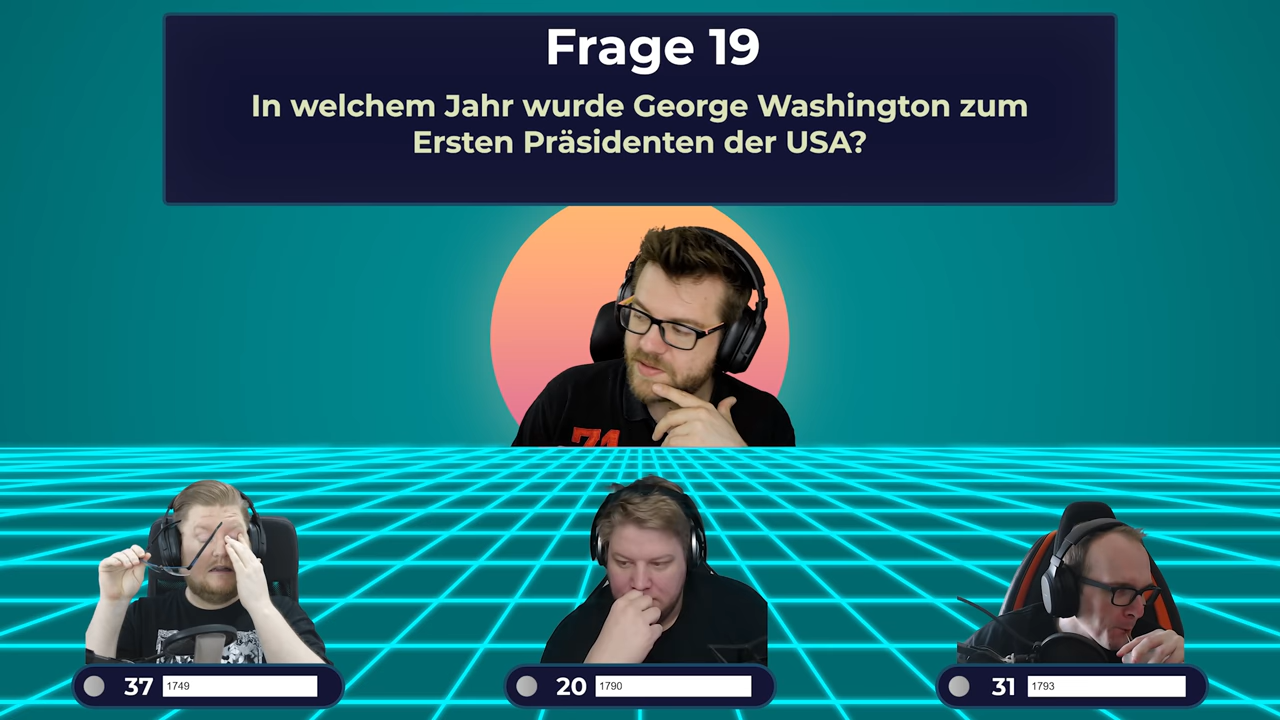 Frage 19
In welchem Jahr wurde George Washington zum
Ersten Präsidenten der USA?
71
37 1749
20 1790
31 1793